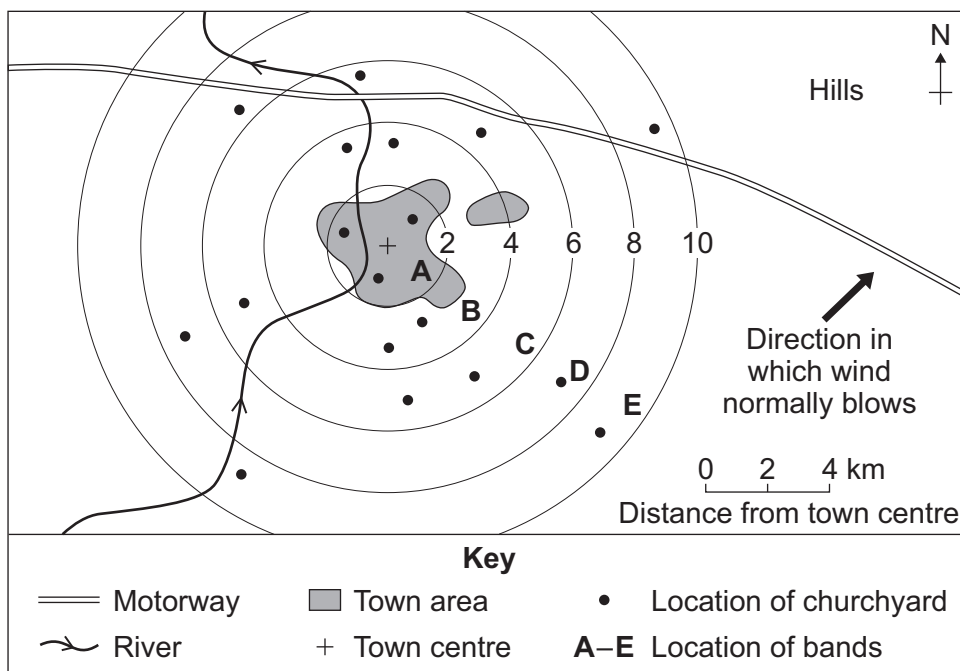 N
Hills
2 4 6 8 10
A
B
C
D
E
Direction in
which wind
normally blows
0 2 4 km
Distance from town centre
Key
Motorway
Town area
Location of churchyard
River
Town centre
A–E Location of bands